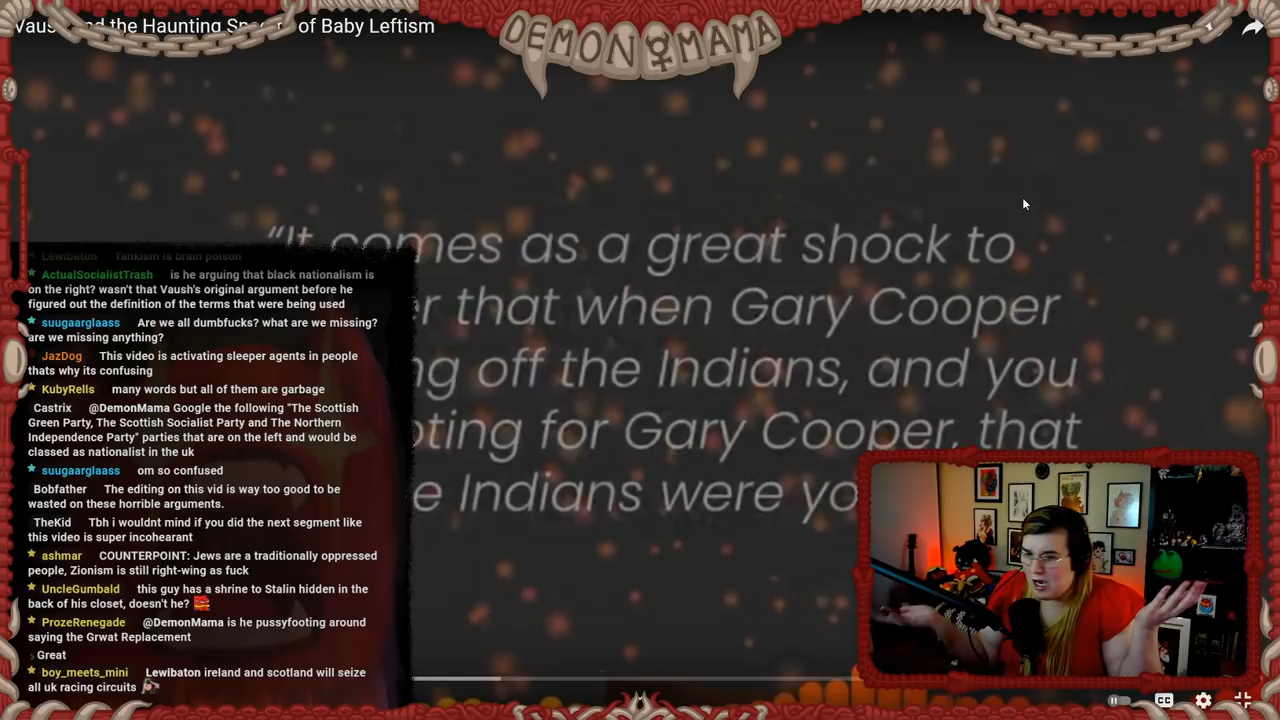 Vaus
nd the Haunting Sp
of Baby Leftism
DEMON MAMA
“It comes as a great shock to
r that when Gary Cooper
ng off the Indians, and you
ting for Gary Cooper, that
e Indians were yo
Lewibaton Tankism is brain poison
ActualSocialistTrash is he arguing that black nationalism is
on the right? wasn't that Vaush's original argument before he
figured out the definition of the terms that were being used
suugaarglaass Are we all dumbfucks? what are we missing?
are we missing anything?
JazDog This video is activating sleeper agents in people
thats why its confusing
KubyRells many words but all of them are garbage
Castrix @DemonMama Google the following "The Scottish
Green Party, The Scottish Socialist Party and The Northern
Independence Party" parties that are on the left and would be
classed as nationalist in the uk
suugaarglaass om so confused
Bobfather The editing on this vid is way too good to be
wasted on these horrible arguments.
TheKid Tbh i wouldnt mind if you did the next segment like
this video is super incohearant
ashmar COUNTERPOINT: Jews are a traditionally oppressed
people, Zionism is still right-wing as fuck
UncleGumbald this guy has a shrine to Stalin hidden in the
back of his closet, doesn't he?
ProzeRenegade @DemonMama is he pussyfooting around
saying the Grwat Replacement
Great
boy_meets_mini Lewibaton ireland and scotland will seize
all uk racing circuits
CC